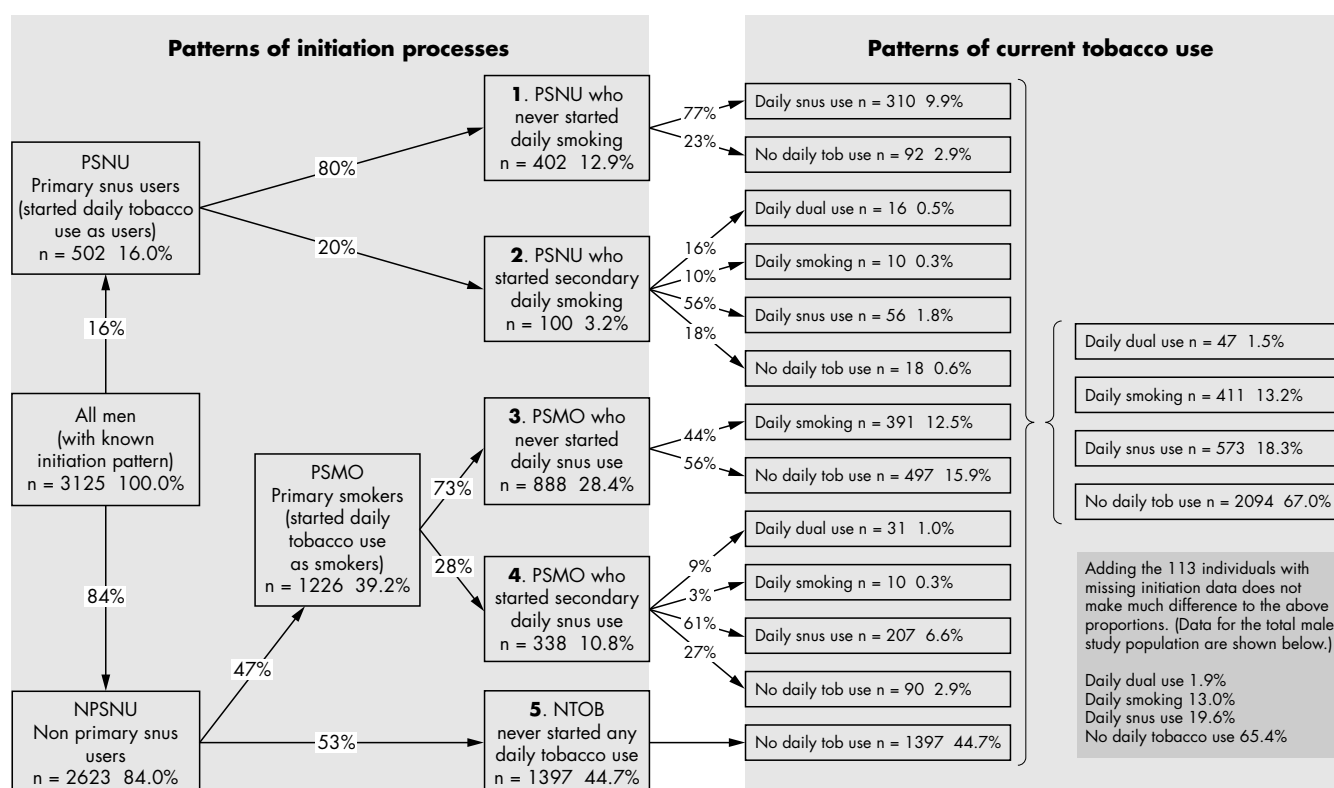 Patterns of initiation processes
PSNU
Primary snus users
(started daily tobacco
use as users)
n = 502 16.0%
16%
All men
(with known
initiation pattern)
n = 3125 100.0%
84%
NPSNU
Non primary snus
users
n = 2623 84.0%
80%
20%
PSMO
Primary smokers
(started daily
tobacco use
as smokers)
n = 1226 39.2%
47%
53%
73%
28%
1. PSNU who
never started
daily smoking
n = 402 12.9%
2. PSNU who
started secondary
daily smoking
n = 100 3.2%
3. PSMO who
never started
daily snus use
n = 888 28.4%
4. PSMO who
started secondary
daily snus use
n = 338 10.8%
5. NTOB
never started any
daily tobacco use
n = 1397 44.7%
Patterns of current tobacco use
77%
23%
16%
10%
56%
18%
44%
56%
9%
3%
61%
27%
Daily snus use n = 310 9.9%
No daily tob use n = 92 2.9%
Daily dual use n = 16 0.5%
Daily smoking n = 10 0.3%
Daily snus use n = 56 1.8%
No daily tob use n = 18 0.6%
Daily smoking n = 391 12.5%
No daily tob use n = 497 15.9%
Daily dual use n = 31 1.0%
Daily smoking n = 10 0.3%
Daily snus use n = 207 6.6%
No daily tob use n = 90 2.9%
No daily tob use n = 1397 44.7%
Daily dual use n = 47 1.5%
Daily smoking n = 411 13.2%
Daily snus use n = 573 18.3%
No daily tob use n = 2094 67.0%
Adding the 113 individuals with
missing initiation data does not
make much difference to the above
proportions. (Data for the total male
study population are shown below.)
Daily dual use 1.9%
Daily smoking 13.0%
Daily snus use 19.6%
No daily tobacco use 65.4%